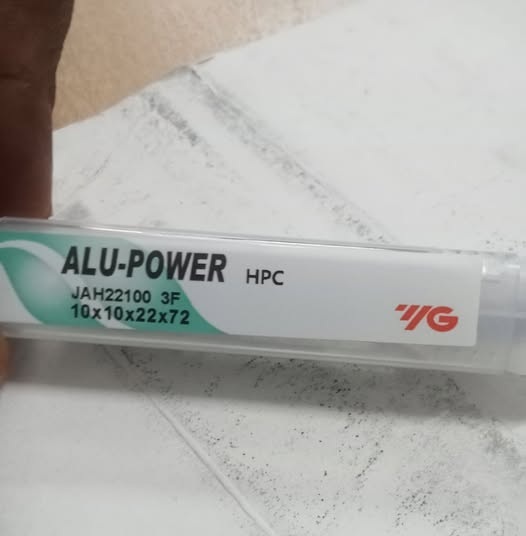 ALU-POWER HPC
JAH22100 3F
10x10x22x72
YG